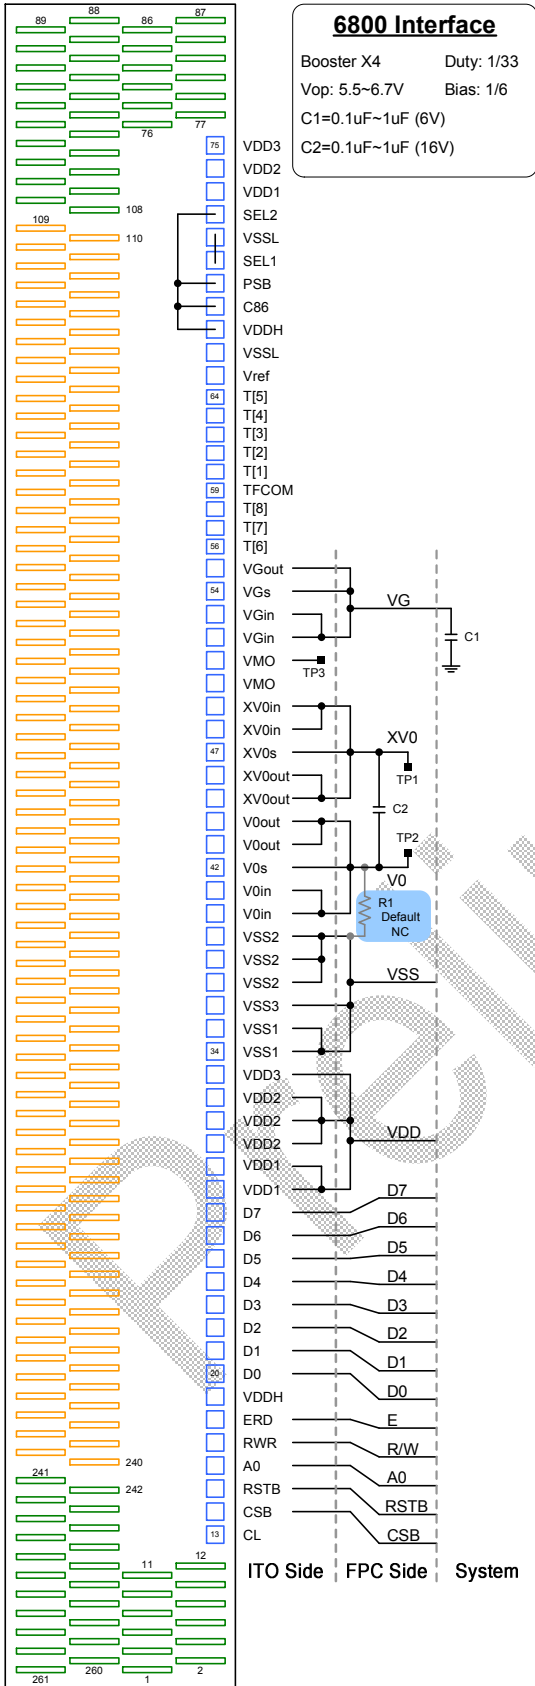 89
88
86
87
6800 Interface
Booster X4 Duty: 1/33
Vop: 5.5~6.7V Bias: 1/6
C1=0.1uF~1uF (6V)
C2=0.1uF~1uF (16V)
76
77
75 VDD3
VDD2
VDD1
108
SEL2
109
110
VSSL
SEL1
PSB
C86
VDDH
VSSL
Vref
64 T[5]
T[4]
T[3]
T[2]
T[1]
59 TFCOM
T[8]
T[7]
56 T[6]
VGout
54 VGs
VG
VGin
VGin
C1
VMO
TP3
VMO
XV0in
XV0in
XV0
47 XV0s
XV0out
TP1
XV0out
C2
V0out
TP2
V0out
42 V0s
V0
V0in
R1
Default
NC
V0in
VSS2
VSS2
VSS2
VSS
VSS3
VSS1
34 VSS1
VDD3
VDD2
VDD2
VDD2
VDD
VDD1
VDD1
D7 D7
D6 D6
D5 D5
D4 D4
D3 D3
D2 D2
D1 D1
20 D0 D0
VDDH
ERD E
RWR R/W
240
241
A0 A0
242
RSTB RSTB
CSB CSB
13 CL
12
11
ITO Side FPC Side System
261
260
1
2
Preli